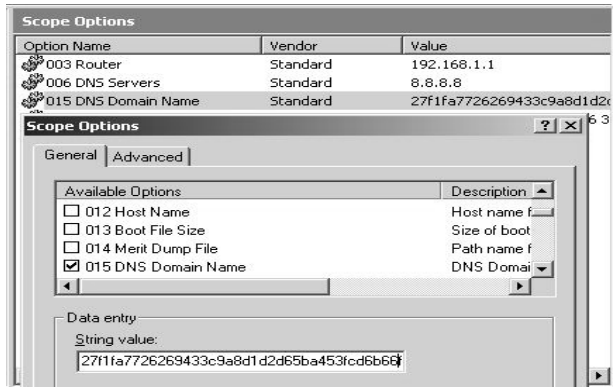 Scope Options
Option Name Vendor Value
003 Router Standard 192.168.1.1
006 DNS Servers Standard 8.8.8.8
015 DNS Domain Name Standard 27f1fa7726269433c9a8d1d2
Scope Options
6 3
General Advanced
Available Options Description
012 Host Name Host name f
013 Boot File Size Size of boot
014 Merit Dump File Path name f
015 DNS Domain Name DNS Domai
Data entry
String value:
27f1fa7726269433c9a8d1d2d65ba453fcd6b66